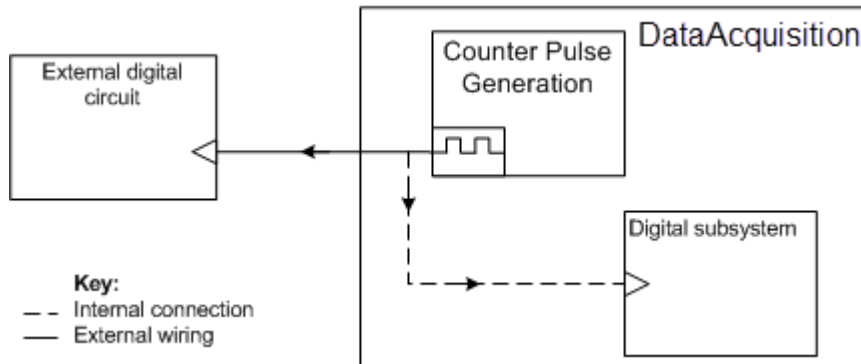 DataAcquisition
Counter Pulse
Generation
External digital
circuit
Digital subsystem
Key:
Internal connection
External wiring